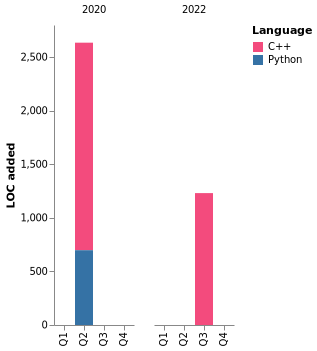 2020 2022
Language
C++
Python
LOC added
2,500
2,000
1,500
1,000
500
0
Q1 Q2 Q3 Q4 Q1 Q2 Q3 Q4